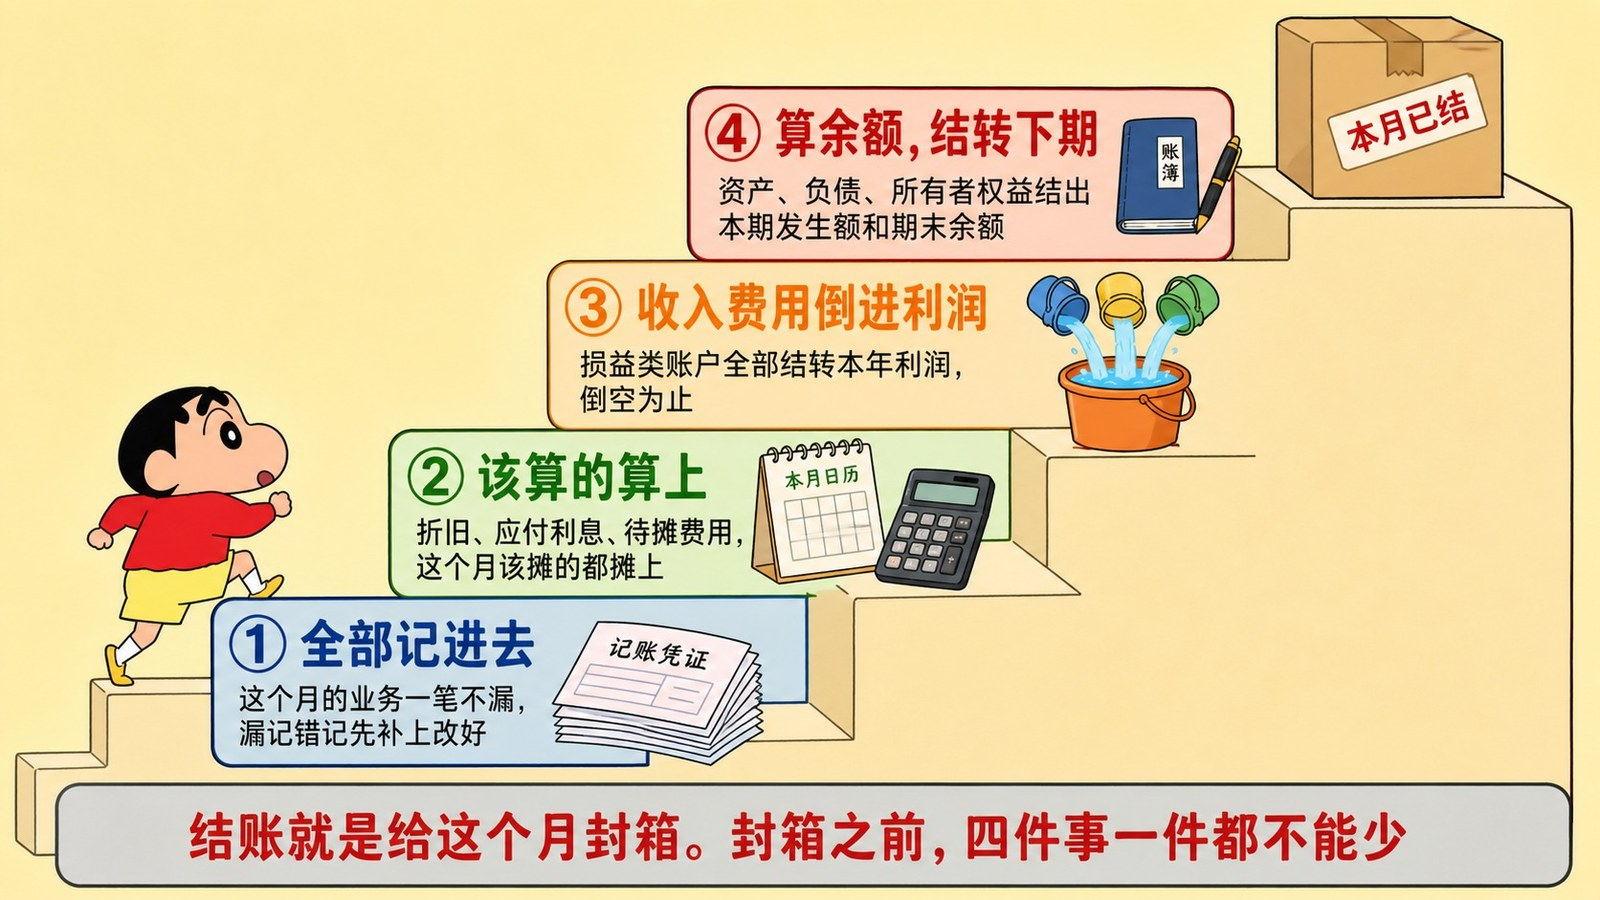 本月已结
④ 算余额，结转下期
资产、负债、所有者权益结出
本期发生额和期末余额
账簿
③ 收入费用倒进利润
损益类账户全部结转本年利润，
倒空为止
② 该算的算上
折旧、应付利息、待摊费用，
这个月该摊的都摊上
本月日历
① 全部记进去
这个月的业务一笔不漏，
漏记错记先补上改好
记账凭证
结账就是给这个月封箱。封箱之前，四件事一件都不能少